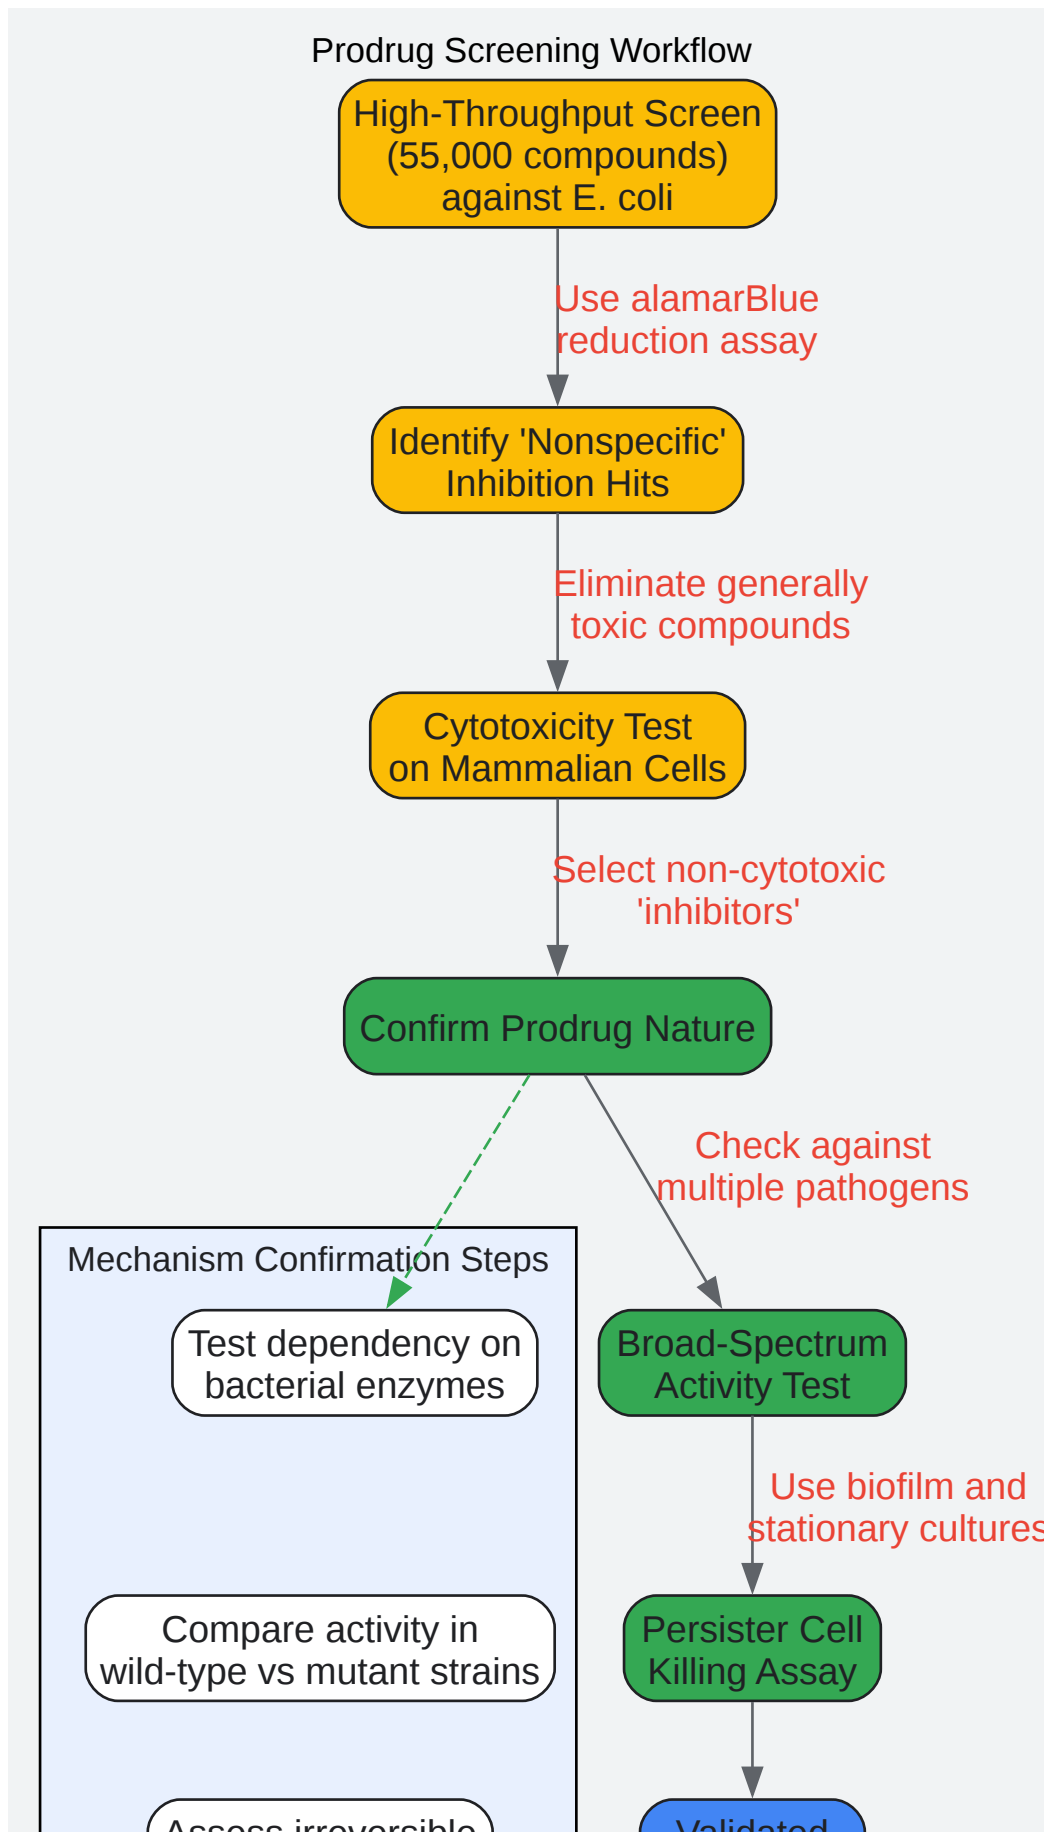 Prodrug Screening Workflow
High-Throughput Screen
(55,000 compounds)
against E. coli
Use alamarBlue
reduction assay
Identify 'Nonspecific'
Inhibition Hits
Eliminate generally
toxic compounds
Cytotoxicity Test
on Mammalian Cells
Select non-cytotoxic
'inhibitors'
Confirm Prodrug Nature
Check against
multiple pathogens
Mechanism Confirmation Steps
Test dependency on
bacterial enzymes
Broad-Spectrum
Activity Test
Use biofilm and
stationary cultures
Compare activity in
wild-type vs mutant strains
Persister Cell
Killing Assay
Assess irreversible
Validated